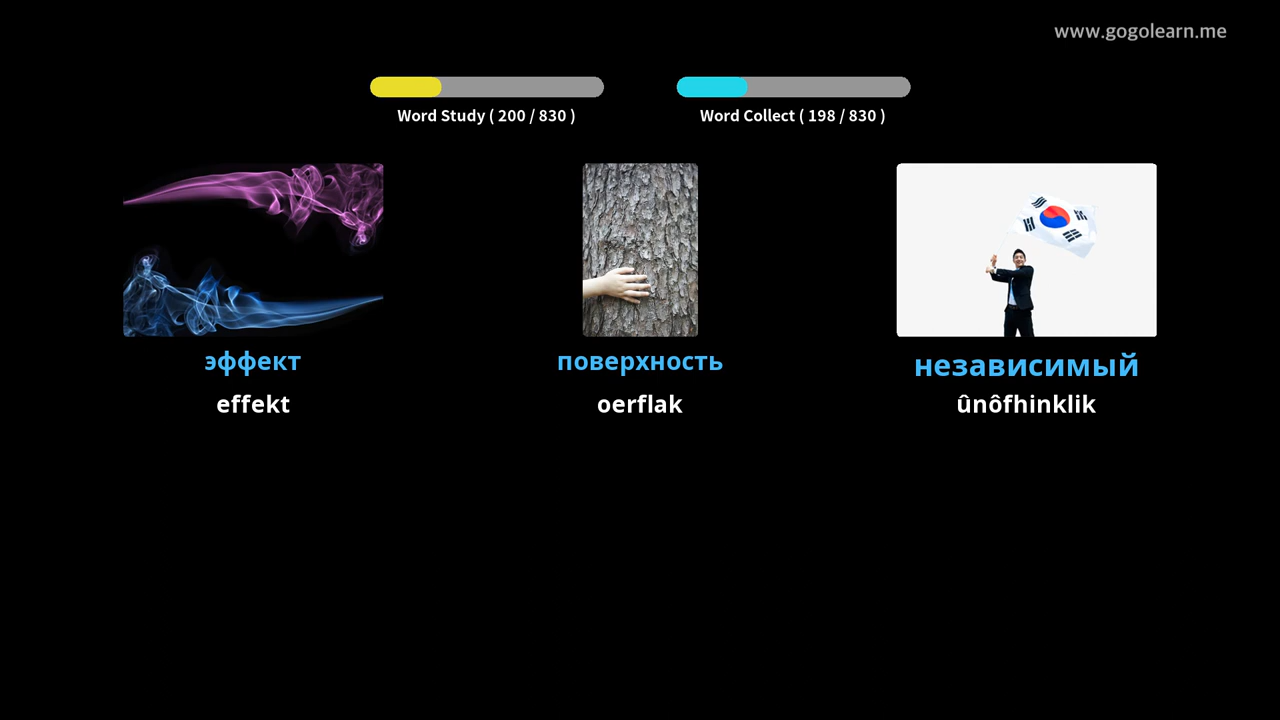 www.gogolearn.me
Word Study ( 200 / 830 )
Word Collect ( 198 / 830 )
эффект
поверхность
независимый
effekt
oerflak
ûnôfhinklik